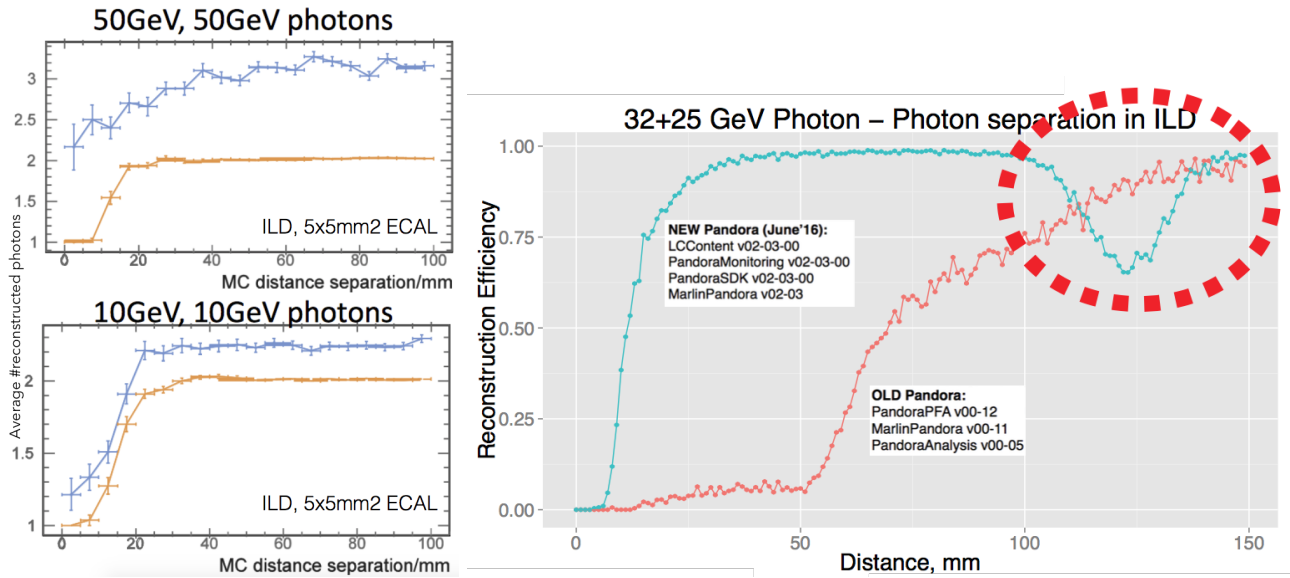 50GeV, 50GeV photons
3
2.5
2
1.5
1
ILD, 5x5mm2 ECAL
0 20 40 60 80 100
MC distance separation/mm
10GeV, 10GeV photons
Average #reconstructed photons
2
1.5
1
ILD, 5x5mm2 ECAL
0 20 40 60 80 100
MC distance separation/mm
32+25 GeV Photon – Photon separation in ILD
Reconstruction Efficiency
1.00
0.75
0.50
0.25
0.00
NEW Pandora (June'16):
LCContent v02-03-00
PandoraMonitoring v02-03-00
PandoraSDK v02-03-00
MarlinPandora v02-03
OLD Pandora:
PandoraPFA v00-12
MarlinPandora v00-11
PandoraAnalysis v00-05
0 50 100 150
Distance, mm